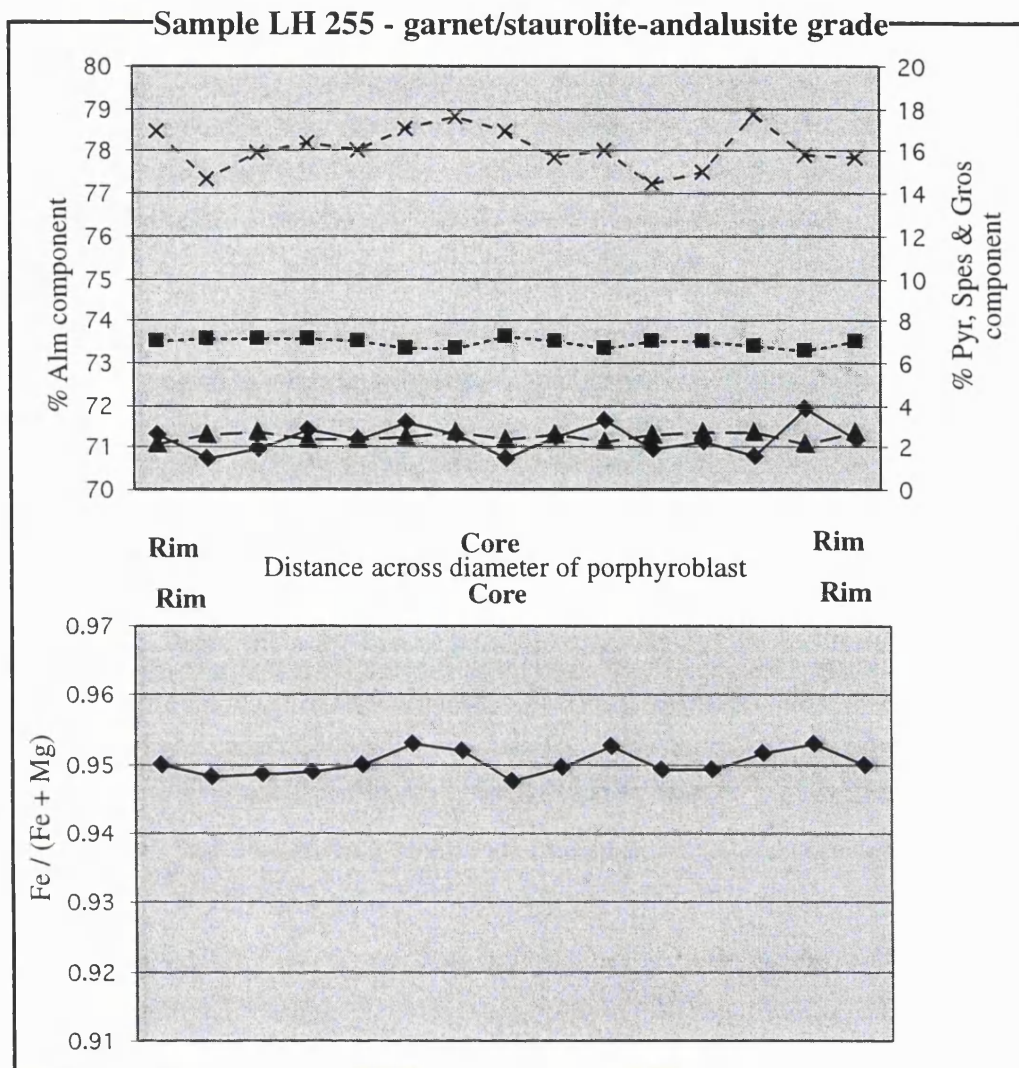 Sample LH 255 - garnet/staurolite-andalusite grade
80
79
78
77
76
75
74
73
72
71
70
% Alm component
20
18
16
14
12
10
8
6
4
2
0
% Pyr, Spes & Gros
component
Rim
Core
Rim
Distance across diameter of porphyroblast
Rim
Core
Rim
0.97
0.96
0.95
0.94
0.93
0.92
0.91
Fe / (Fe + Mg)